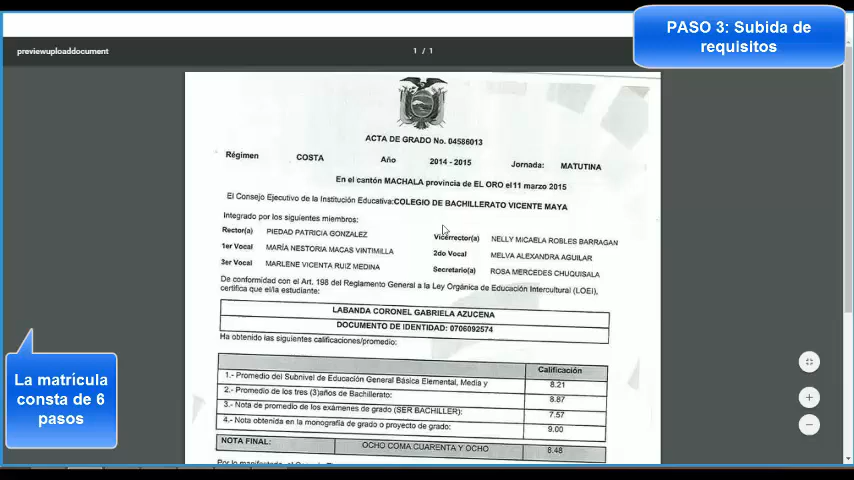 PASO 3: Subida de
requisitos
previewuploaddocument
1 / 1
ACTA DE GRADO No. 04586013
Régimen COSTA Año 2014 - 2015 Jornada: MATUTINA
En el cantón MACHALA provincia de EL ORO el 11 marzo 2015
El Consejo Ejecutivo de la Institución Educativa: COLEGIO DE BACHILLERATO VICENTE MAYA
Integrado por los siguientes miembros:
Rector(a) PIEDAD PATRICIA GONZALEZ Vicerrector(a) NELLY MICAELA ROBLES BARRAGAN
1er Vocal MARÍA NESTORIA MACAS VINTIMILLA 2do Vocal MELVA ALEXANDRA AGUILAR
3er Vocal MARLENE VICENTA RUIZ MEDINA Secretario(a) ROSA MERCEDES CHUQUISALA
De conformidad con el Art. 198 del Reglamento General a la Ley Orgánica de Educación Intercultural (LOEI),
certifica que el/la estudiante:
LABANDA CORONEL GABRIELA AZUCENA
DOCUMENTO DE IDENTIDAD: 0706092574
Ha obtenido las siguientes calificaciones/promedio:
Calificación
1.- Promedio del Subnivel de Educación General Básica Elemental, Media y 8.21
2.- Promedio de los tres (3)años de Bachillerato: 8.87
3.- Nota de promedio de los exámenes de grado (SER BACHILLER): 7.57
4.- Nota obtenida en la monografía de grado o proyecto de grado: 9.00
NOTA FINAL: OCHO COMA CUARENTA Y OCHO 8.48
La matrícula
consta de 6
pasos